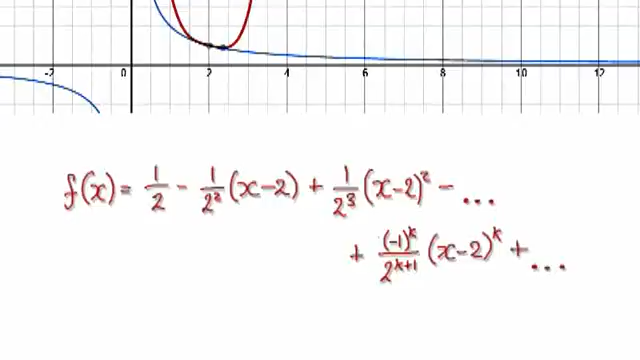 -2 0 2 4 6 8 10 12
f(x) = 1/2 - 1/2² (x-2) + 1/2³ (x-2)² - ...
+ (-1)^k/2^(k+1) (x-2)^k + ...